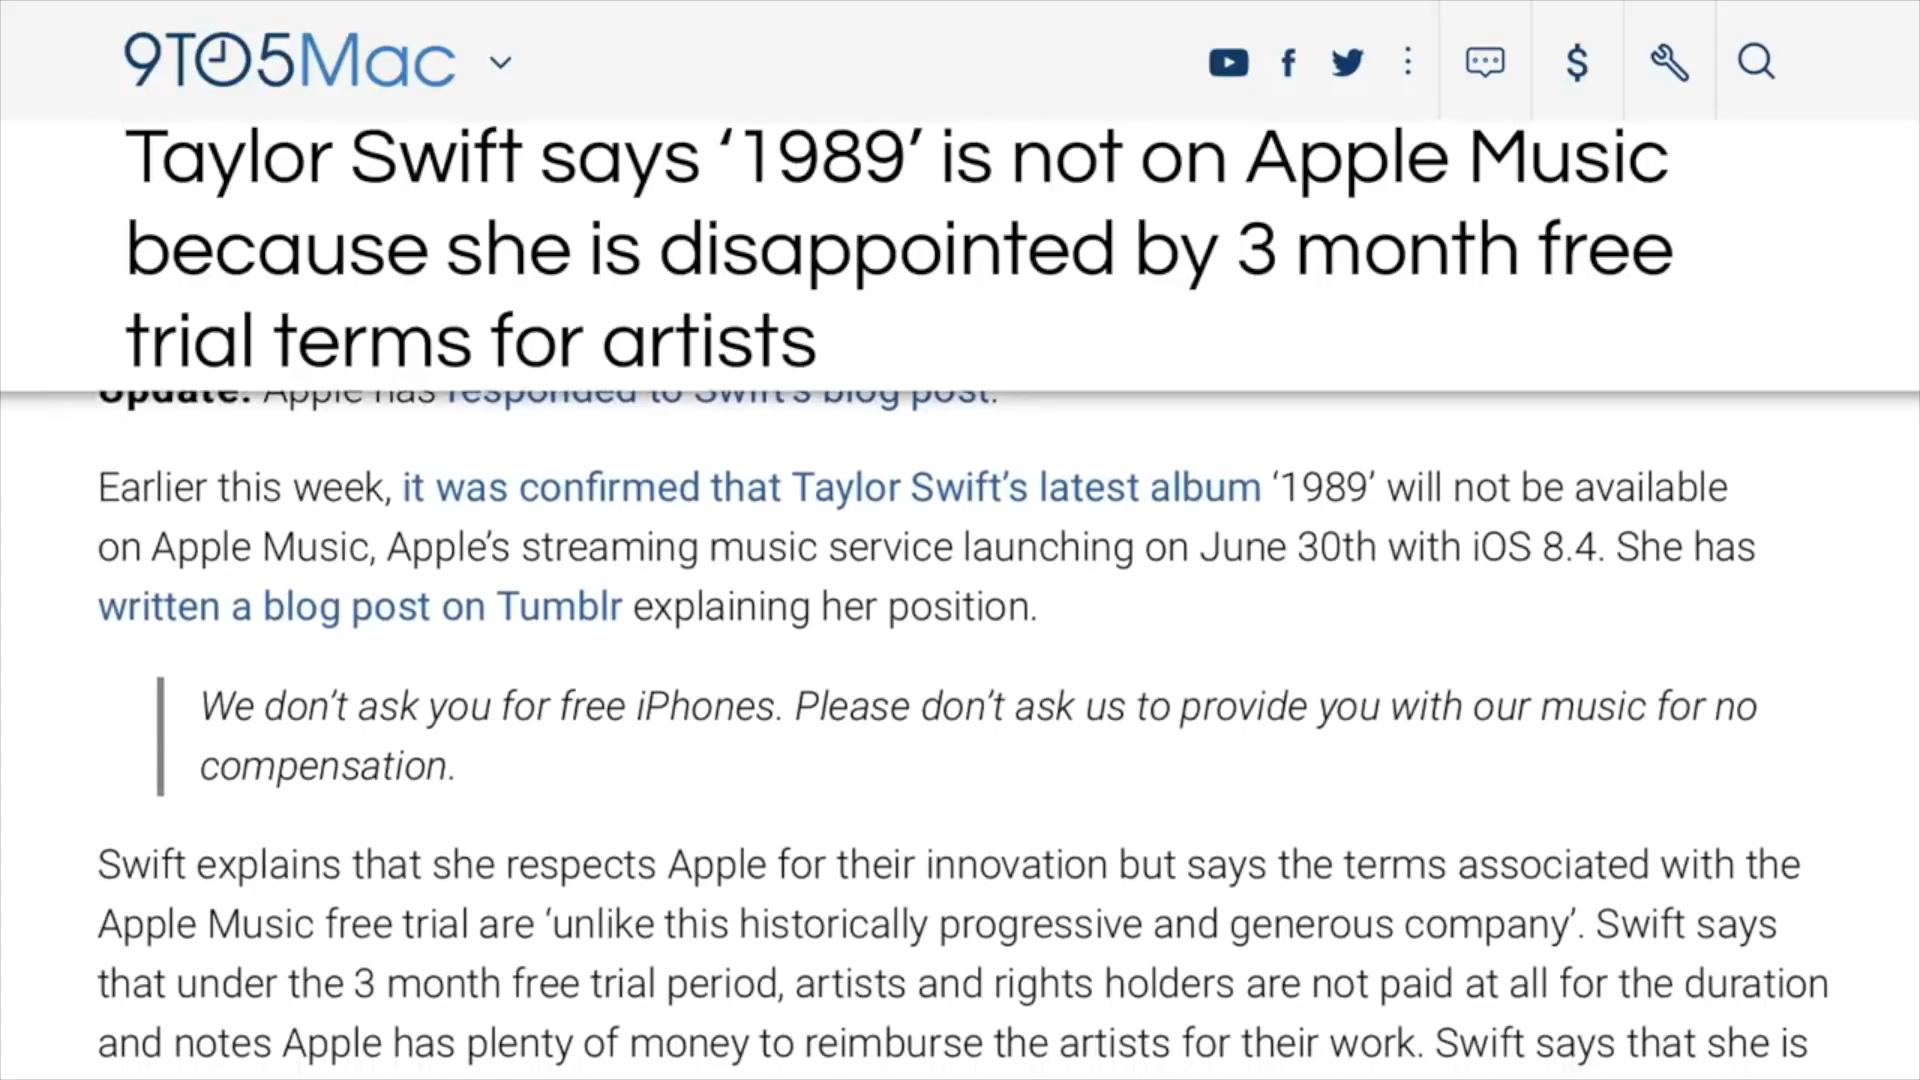 9TO5Mac
Taylor Swift says ‘1989’ is not on Apple Music
because she is disappointed by 3 month free
trial terms for artists
Update: Apple has responded to Swift’s blog post.
Earlier this week, it was confirmed that Taylor Swift’s latest album ‘1989’ will not be available
on Apple Music, Apple’s streaming music service launching on June 30th with iOS 8.4. She has
written a blog post on Tumblr explaining her position.
We don’t ask you for free iPhones. Please don’t ask us to provide you with our music for no
compensation.
Swift explains that she respects Apple for their innovation but says the terms associated with the
Apple Music free trial are ‘unlike this historically progressive and generous company’. Swift says
that under the 3 month free trial period, artists and rights holders are not paid at all for the duration
and notes Apple has plenty of money to reimburse the artists for their work. Swift says that she is